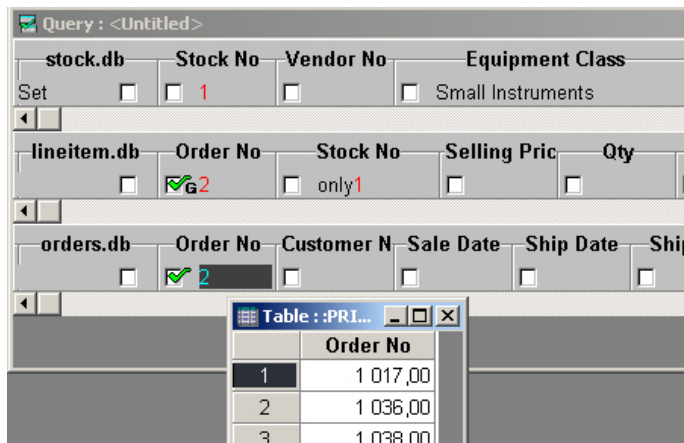 Query : <Untitled>
stock.db Stock No Vendor No Equipment Class
Set 1 Small Instruments
lineitem.db Order No Stock No Selling Pric Qty
G 2 only1
orders.db Order No Customer N Sale Date Ship Date Shi
2
Table : :PRI...
Order No
1 1 017,00
2 1 036,00
3 1 038,00